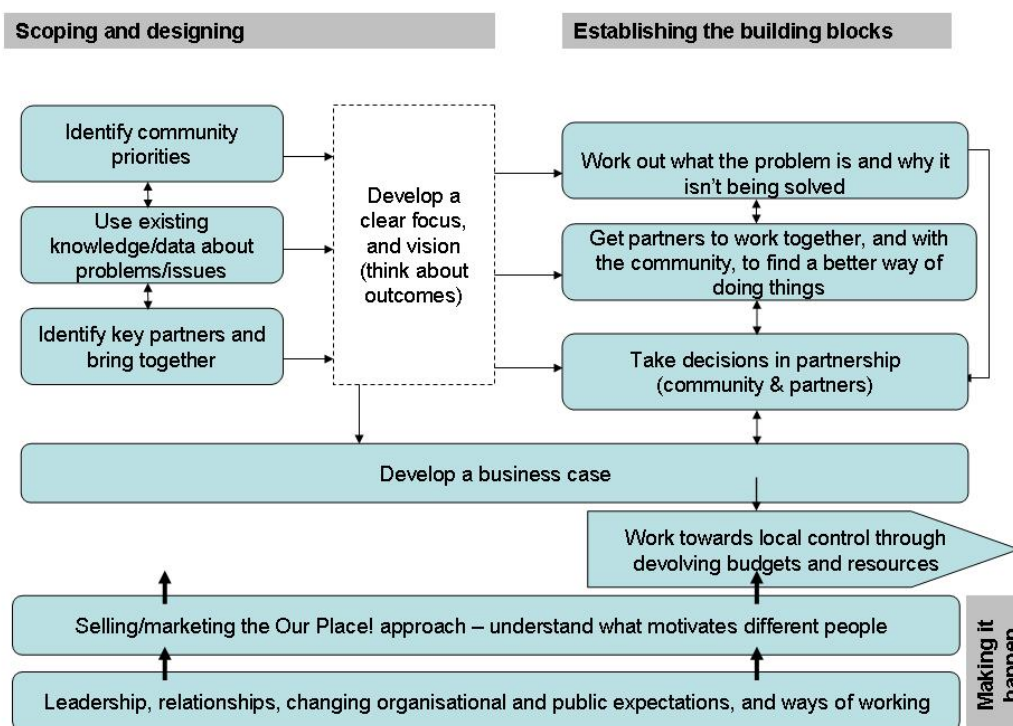 Scoping and designing
Establishing the building blocks
Identify community
priorities
Use existing
knowledge/data about
problems/issues
Identify key partners and
bring together
Develop a
clear focus,
and vision
(think about
outcomes)
Work out what the problem is and why it
isn't being solved
Get partners to work together, and with
the community, to find a better way of
doing things
Take decisions in partnership
(community & partners)
Develop a business case
Work towards local control through
devolving budgets and resources
Selling/marketing the Our Place! approach – understand what motivates different people
Leadership, relationships, changing organisational and public expectations, and ways of working
Making it
happen